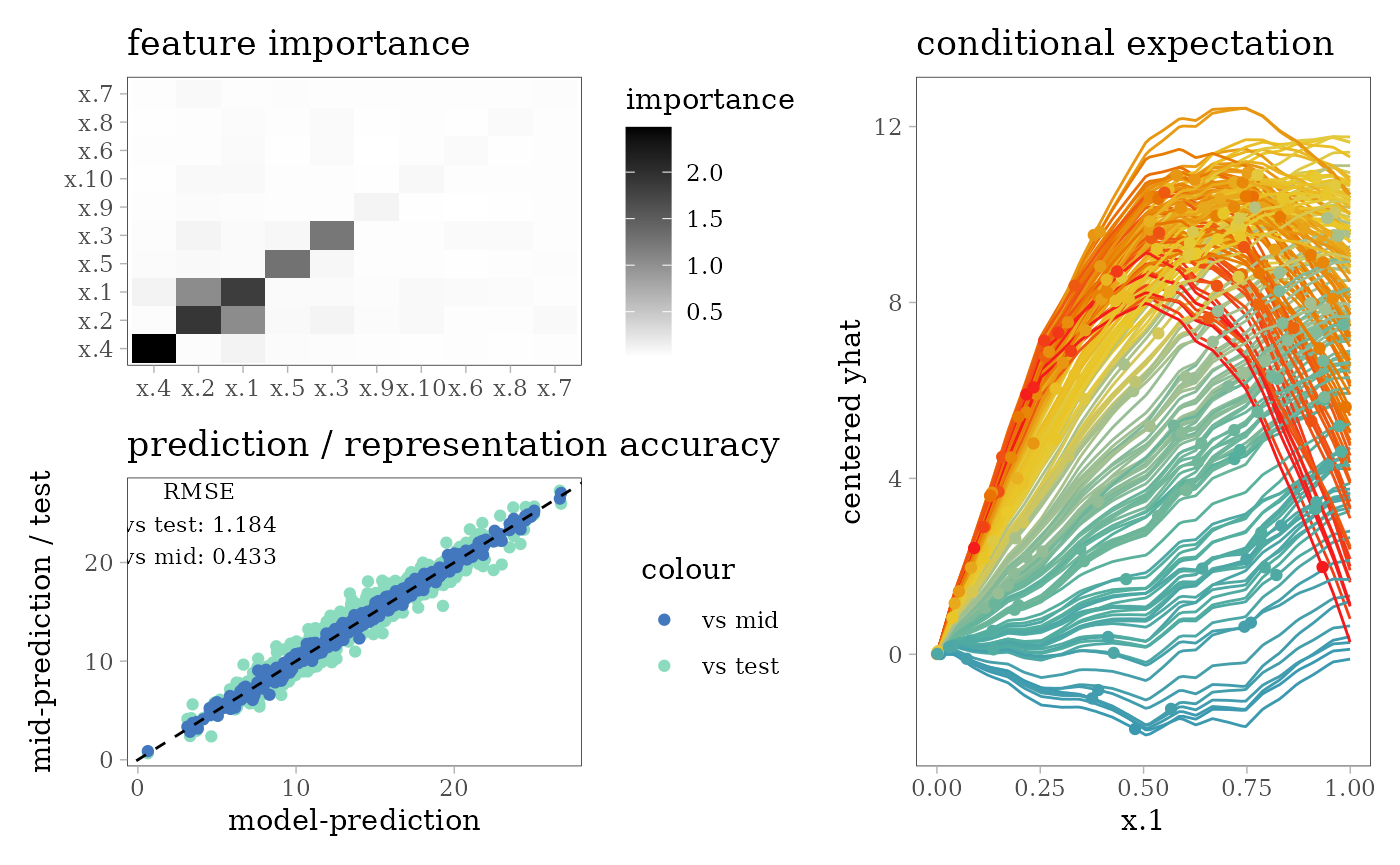 feature importance
x.7
x.8
x.6
x.10
x.9
x.3
x.5
x.1
x.2
x.4
x.4 x.2 x.1 x.5 x.3 x.9 x.10 x.6 x.8 x.7
importance
2.0
1.5
1.0
0.5
prediction / representation accuracy
mid-prediction / test
RMSE
vs test: 1.184
vs mid: 0.433
20
10
0
0 10 20
model-prediction
colour
vs mid
vs test
conditional expectation
centered yhat
12
8
4
0
0.00 0.25 0.50 0.75 1.00
x.1